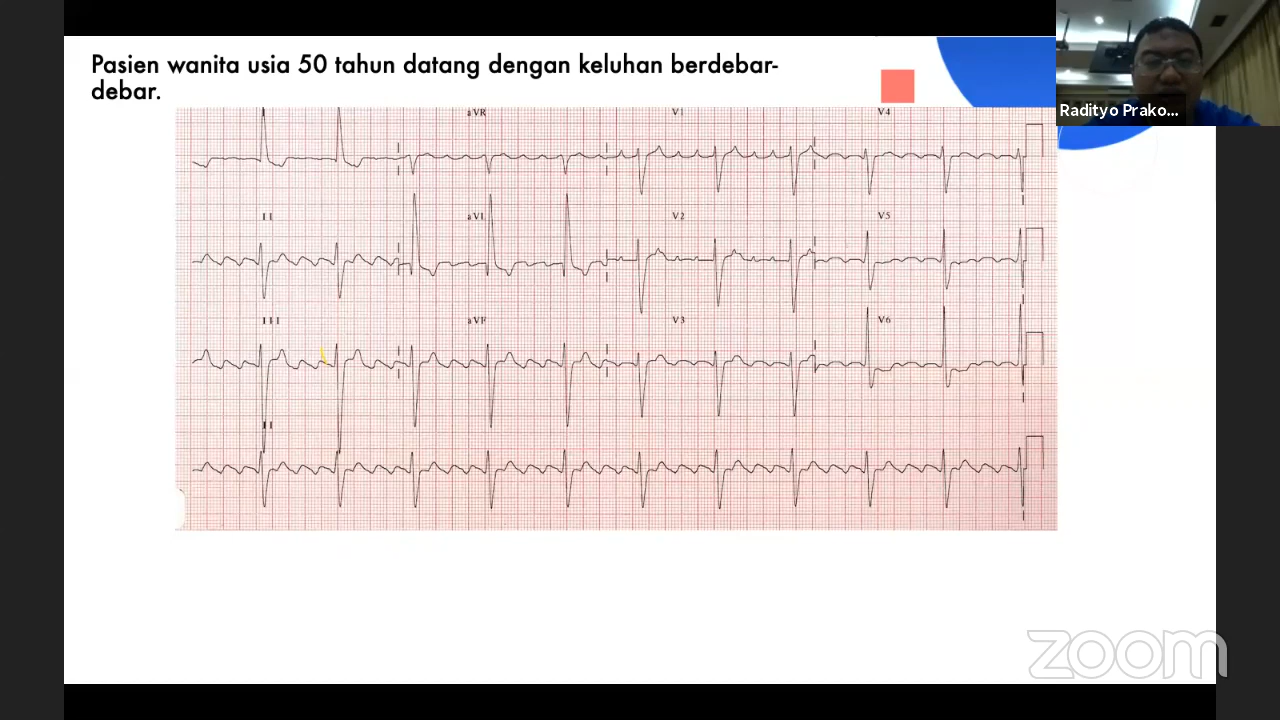 Pasien wanita usia 50 tahun datang dengan keluhan berdebar-
debar.
Radityo Prako...
aVR
V1
V4
II
aVL
V2
V5
III
aVF
V3
V6
II
zoom